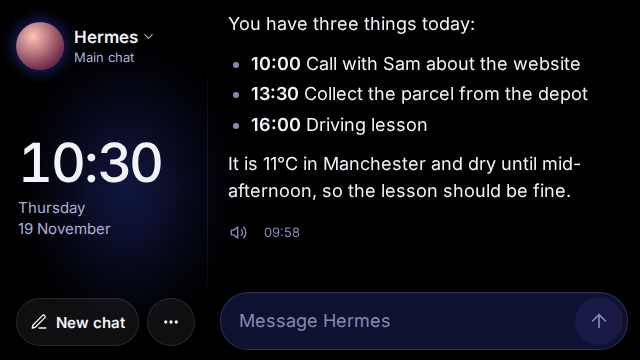 Hermes
Main chat
10:30
Thursday
19 November
New chat
You have three things today:
• 10:00 Call with Sam about the website
• 13:30 Collect the parcel from the depot
• 16:00 Driving lesson
It is 11°C in Manchester and dry until mid-
afternoon, so the lesson should be fine.
09:58
Message Hermes